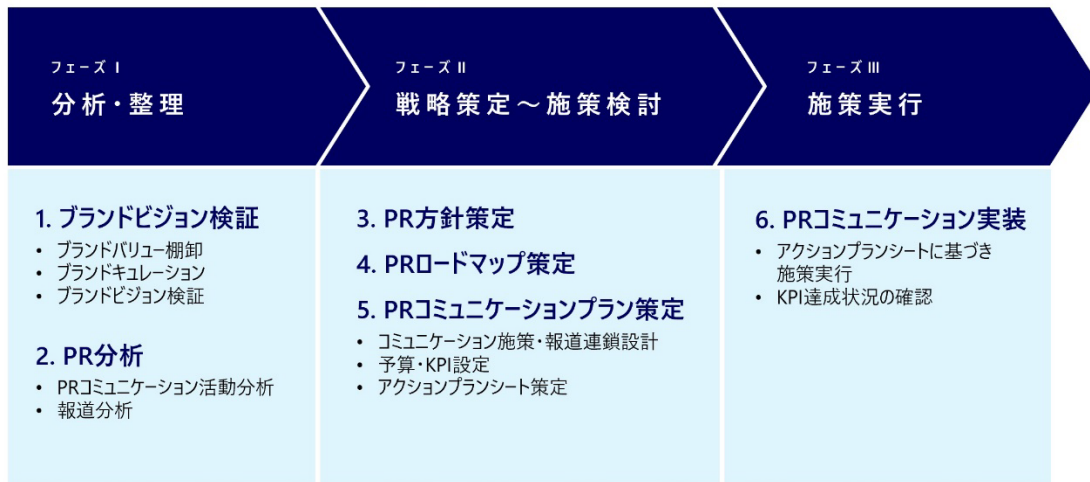 フェーズ I
分析・整理
フェーズ II
戦略策定～施策検討
フェーズ III
施策実行
1. ブランドビジョン検証
• ブランドバリュー棚卸
• ブランドキュレーション
• ブランドビジョン検証
2. PR分析
• PRコミュニケーション活動分析
• 報道分析
3. PR方針策定
4. PRロードマップ策定
5. PRコミュニケーションプラン策定
• コミュニケーション施策・報道連鎖設計
• 予算・KPI設定
• アクションプランシート策定
6. PRコミュニケーション実装
• アクションプランシートに基づき
施策実行
• KPI達成状況の確認